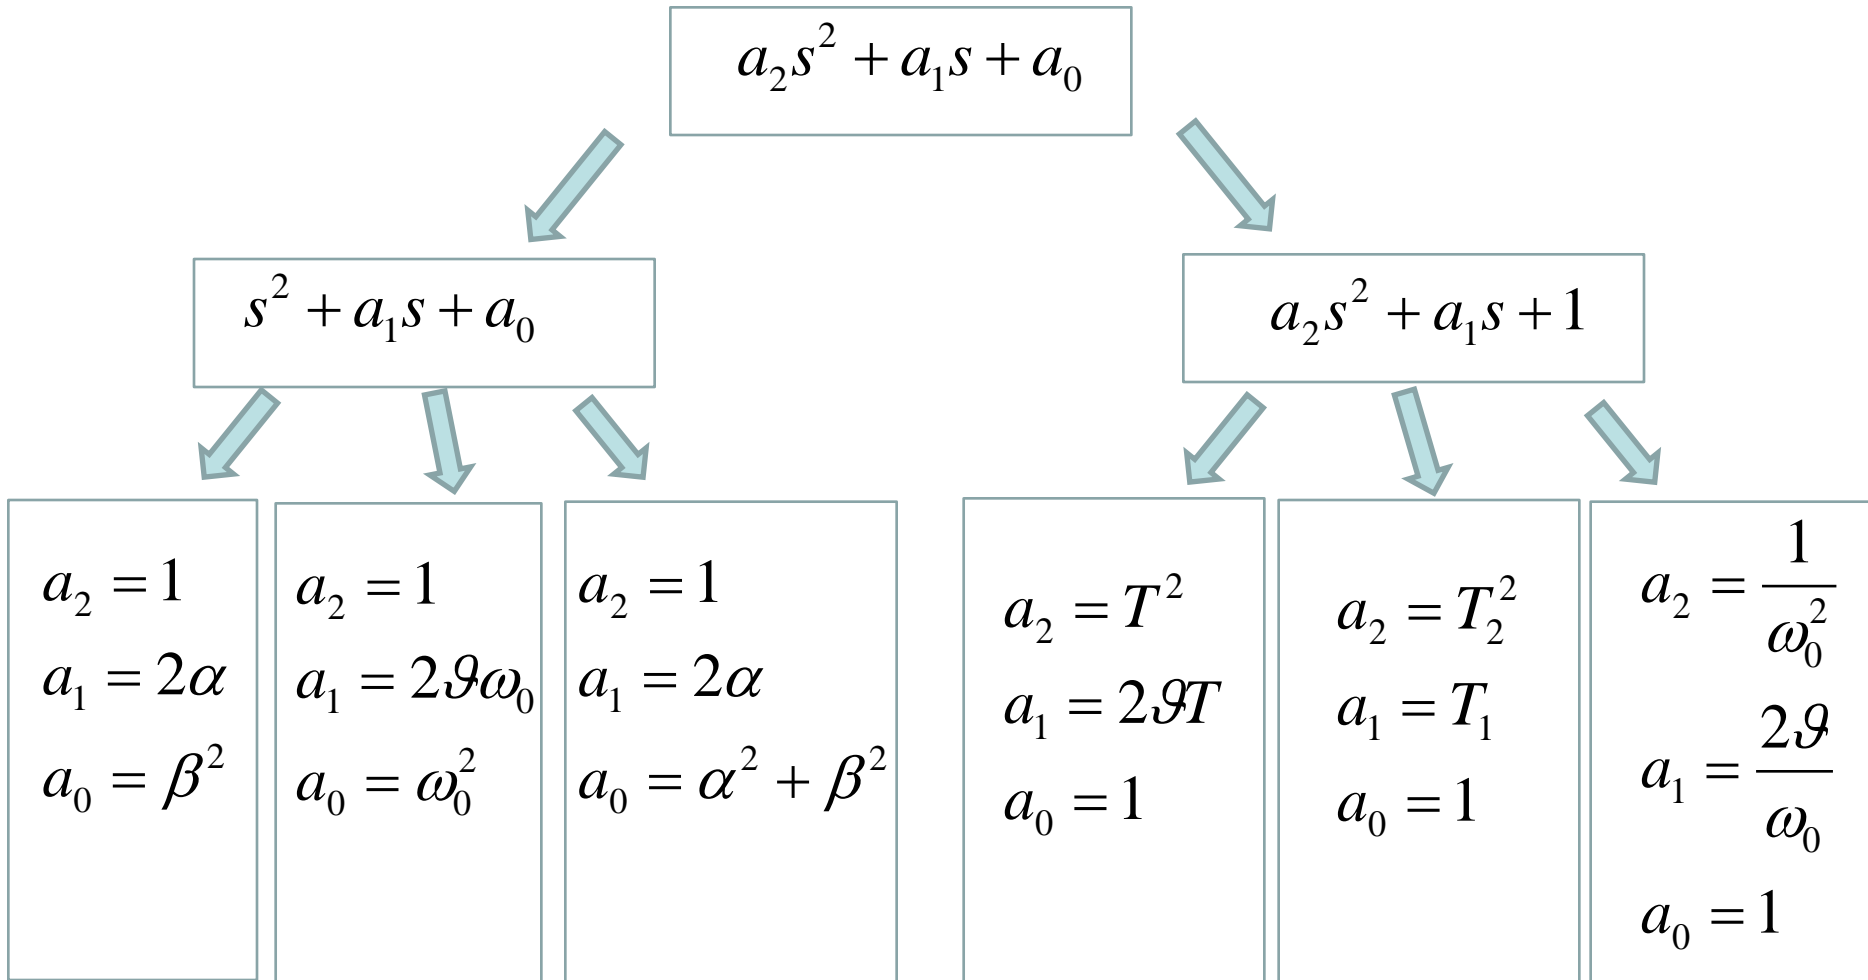 a₂s² + a₁s + a₀
s² + a₁s + a₀
a₂s² + a₁s + 1
a₂ = 1
a₁ = 2α
a₀ = β²
a₂ = 1
a₁ = 2ϑω₀
a₀ = ω₀²
a₂ = 1
a₁ = 2α
a₀ = α² + β²
a₂ = T²
a₁ = 2ϑT
a₀ = 1
a₂ = T₂²
a₁ = T₁
a₀ = 1
a₂ = 1/ω₀²
a₁ = 2ϑ/ω₀
a₀ = 1